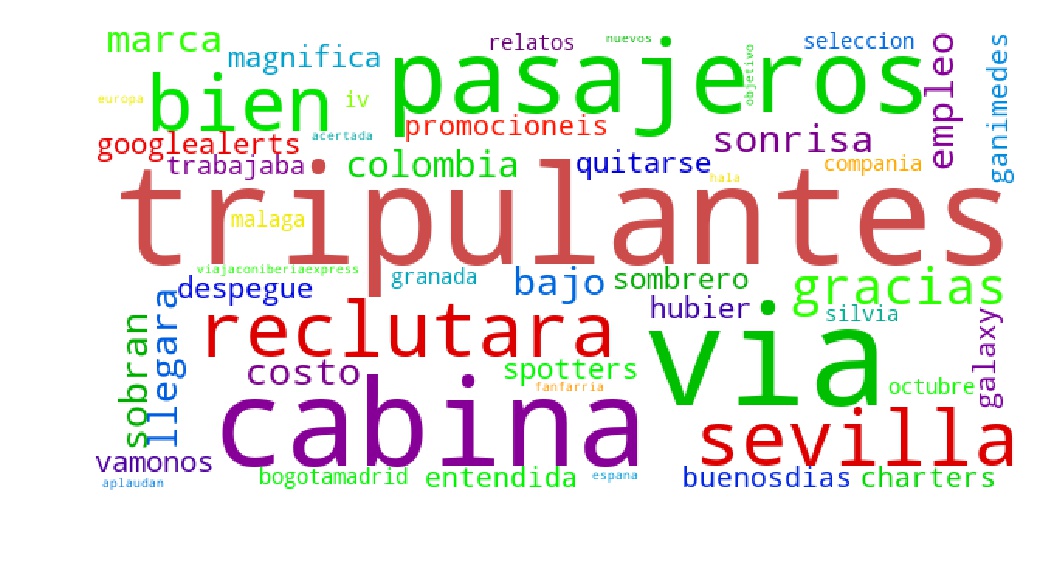 marca
magnifica
relatos
nuevos
seleccion
pasajeros
objetivo
empleo
ganimedes
europa
bien
iv
promocioneis
googlealerts
acertada
sonrisa
trabajaba
colombia
quitarse
compania
hala
tripulantes
malaga
viajaconiberiaexpress
granada
despegue
bajo
sombrero
gracias
hubier
silvia
llegara
sobran
reclutara
via
galaxy
costo
spotters
fanfarria
octubre
cabina
sevilla
vamonos
aplaudan
bogotamadrid
entendida
espana
buenosdias
charters